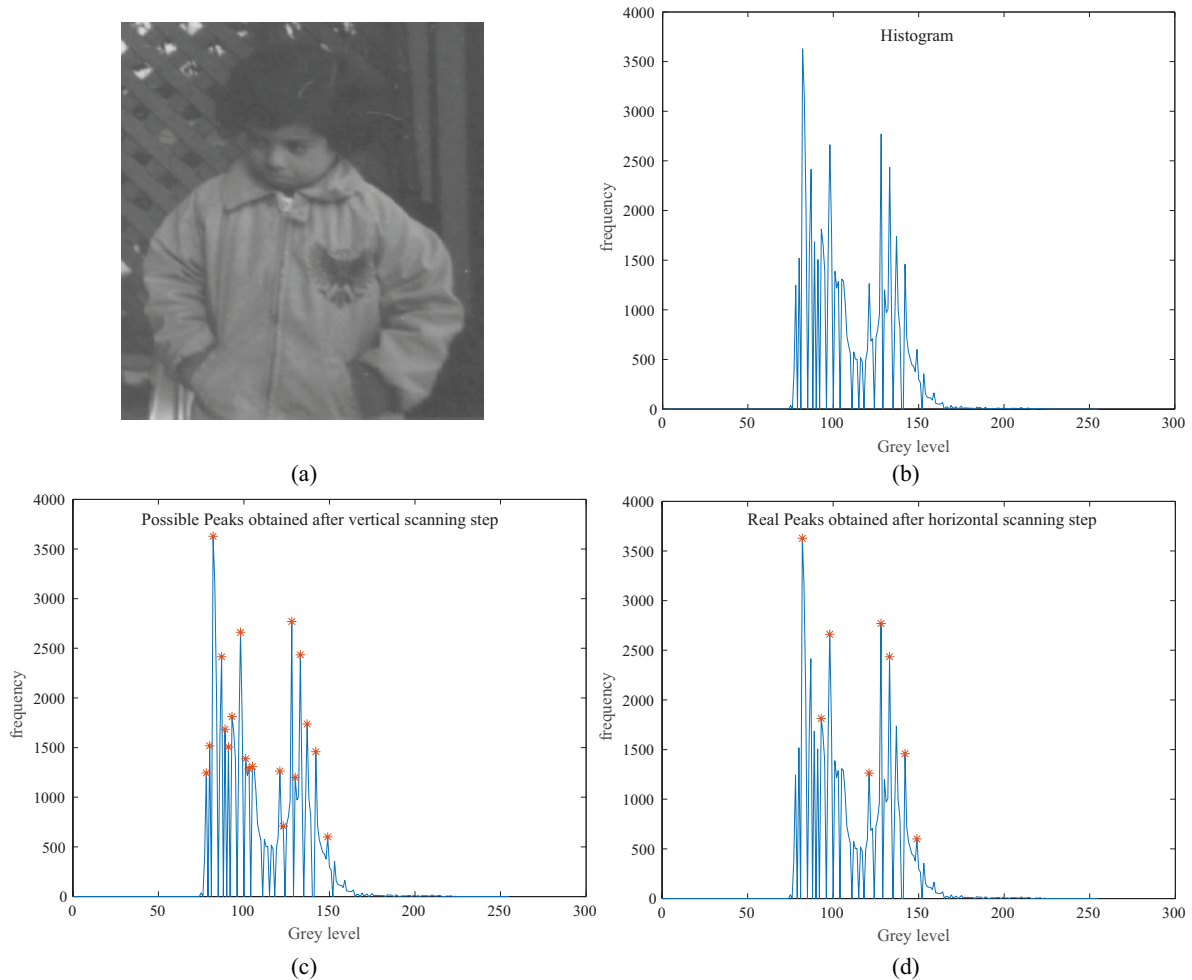 (a)
Histogram
frequency
4000
3500
3000
2500
2000
1500
1000
500
0
0 50 100 150 200 250 300
Grey level
(b)
Possible Peaks obtained after vertical scanning step
frequency
4000
3500
3000
2500
2000
1500
1000
500
0
0 50 100 150 200 250 300
Grey level
(c)
Real Peaks obtained after horizontal scanning step
frequency
4000
3500
3000
2500
2000
1500
1000
500
0
0 50 100 150 200 250 300
Grey level
(d)